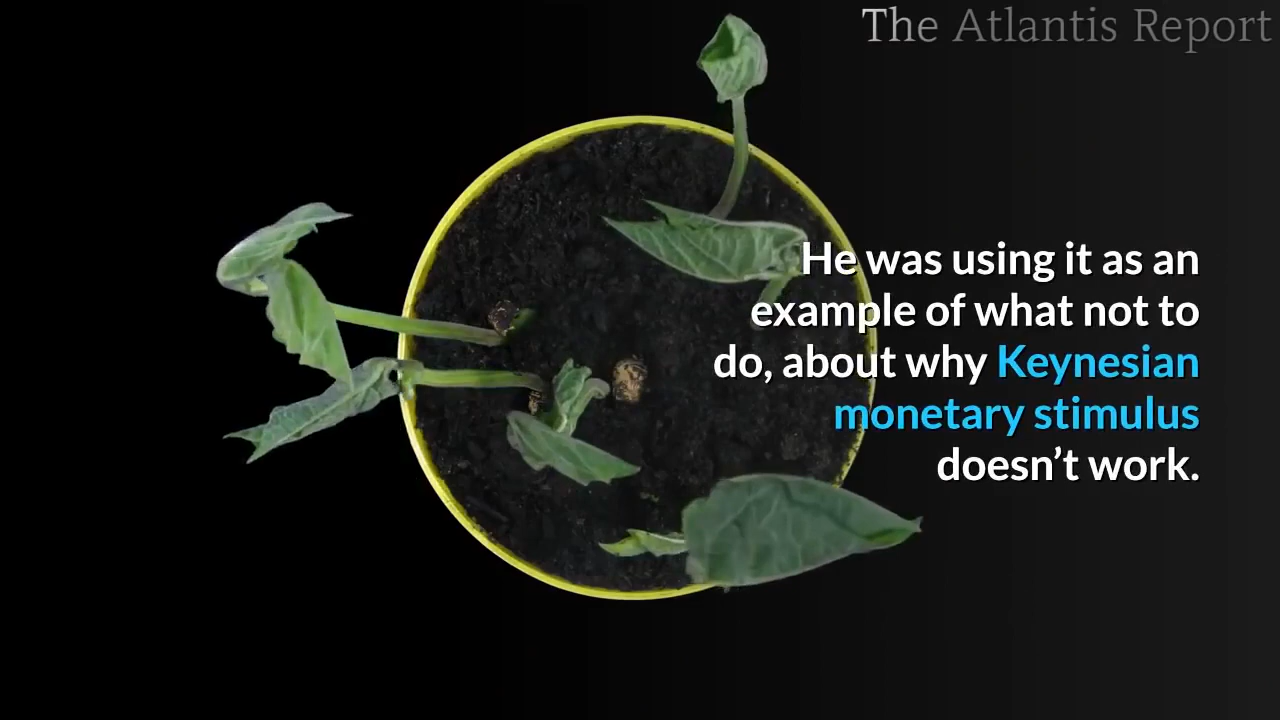 The Atlantis Report
He was using it as an
example of what not to
do, about why Keynesian
monetary stimulus
doesn’t work.